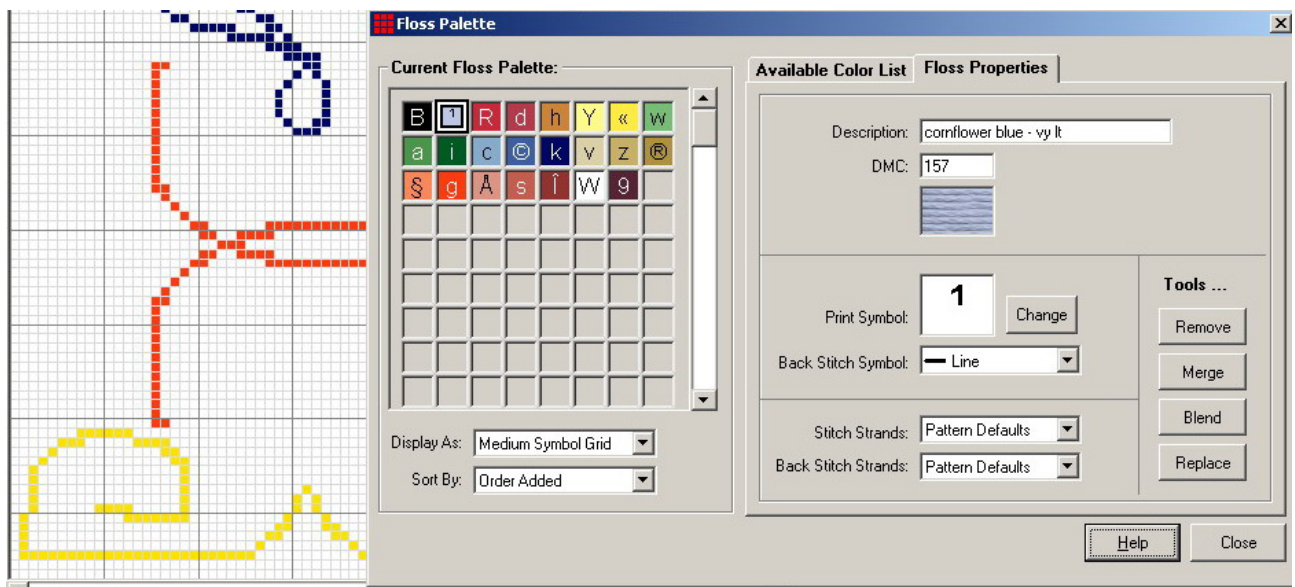 Floss Palette
Current Floss Palette:
B 1 R d h Y « w
a i c © k v z ®
§ g Å s Î W 9
Display As: Medium Symbol Grid
Sort By: Order Added
Available Color List Floss Properties
Description: cornflower blue - vy lt
DMC: 157
Print Symbol: 1 Change
Back Stitch Symbol: Line
Stitch Strands: Pattern Defaults
Back Stitch Strands: Pattern Defaults
Tools ...
Remove
Merge
Blend
Replace
Help Close